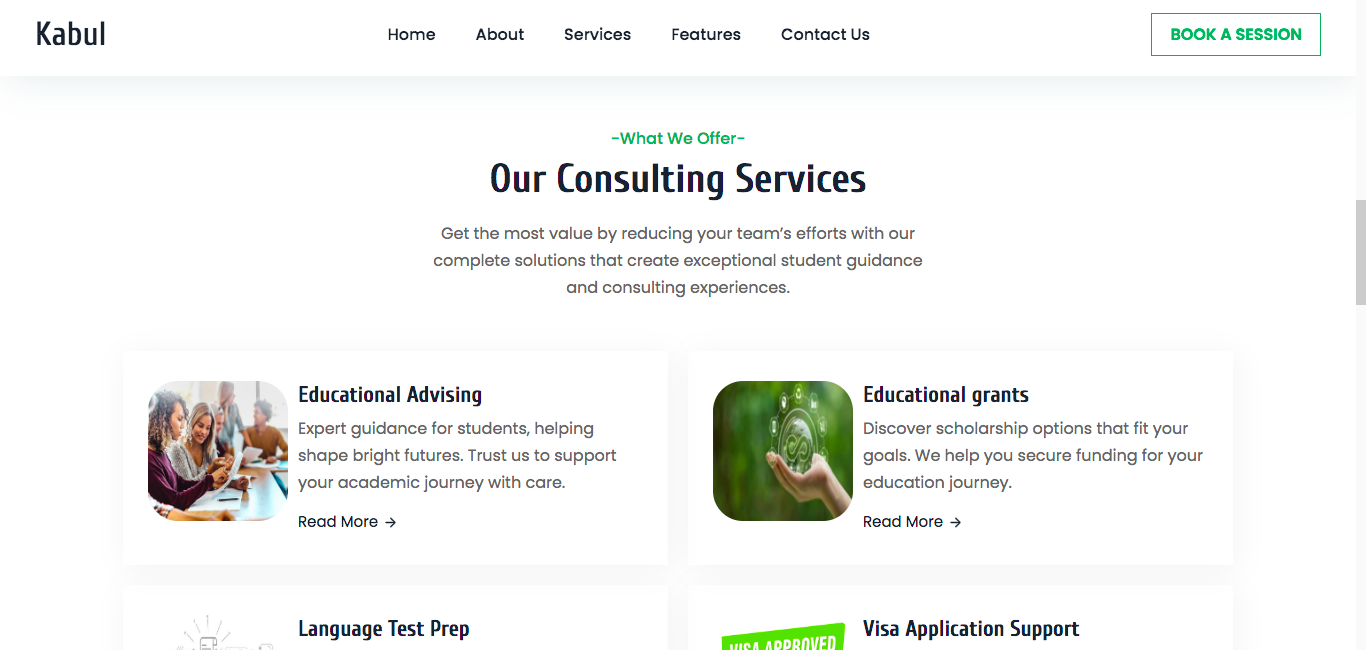 Kabul
Home
About
Services
Features
Contact Us
BOOK A SESSION
-What We Offer-
Our Consulting Services
Get the most value by reducing your team’s efforts with our
complete solutions that create exceptional student guidance
and consulting experiences.
Educational Advising
Expert guidance for students, helping
shape bright futures. Trust us to support
your academic journey with care.
Read More →
Educational grants
Discover scholarship options that fit your
goals. We help you secure funding for your
education journey.
Read More →
Language Test Prep
VISA APPROVED
Visa Application Support